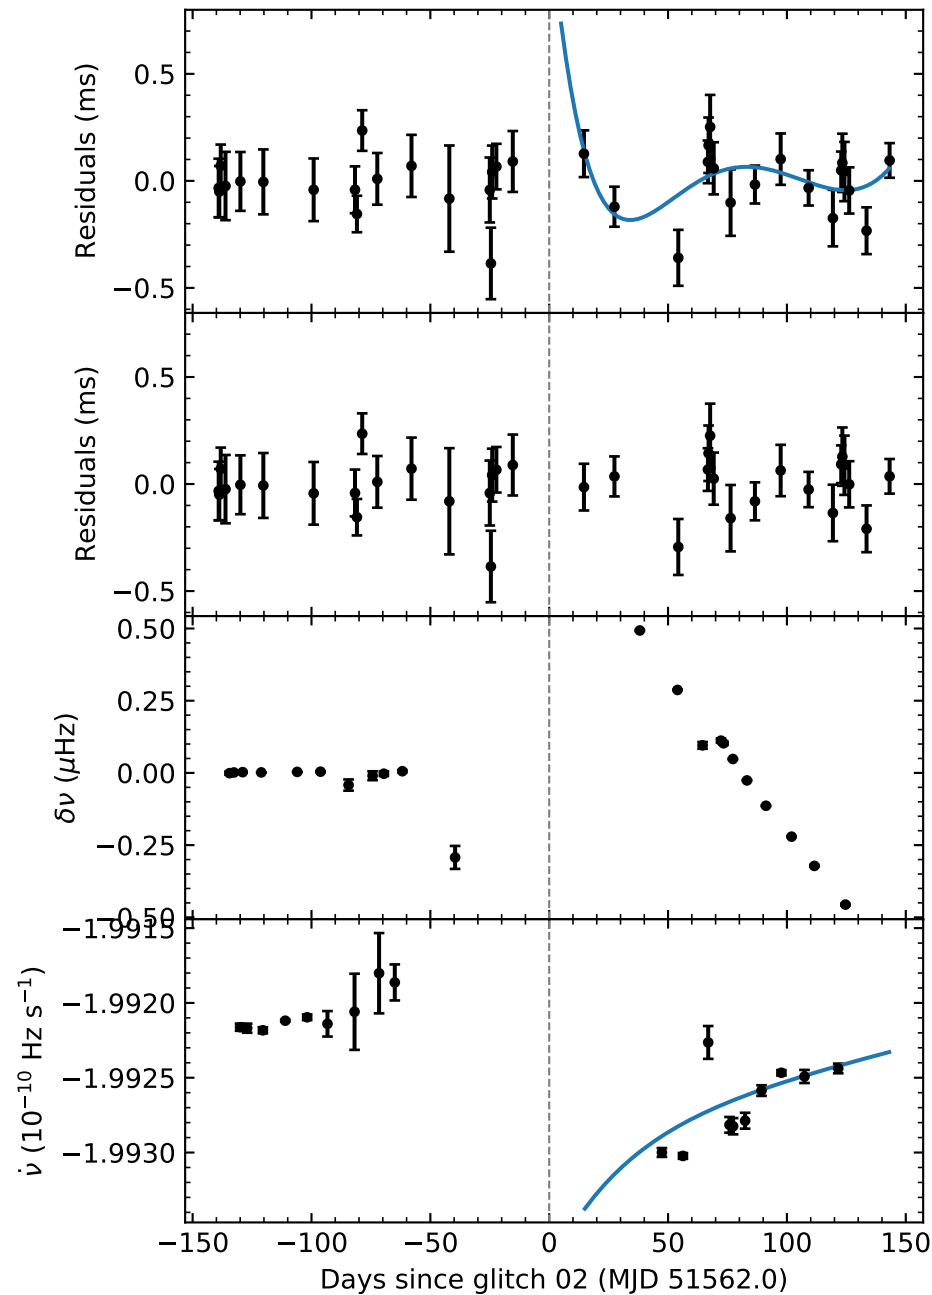 0.5
0.0
−0.5
Residuals (ms)
0.5
0.0
−0.5
Residuals (ms)
0.50
0.25
0.00
−0.25
−0.50
δν (μHz)
−1.9915
−1.9920
−1.9925
−1.9930
ν̇ (10⁻¹⁰ Hz s⁻¹)
−150 −100 −50 0 50 100 150
Days since glitch 02 (MJD 51562.0)